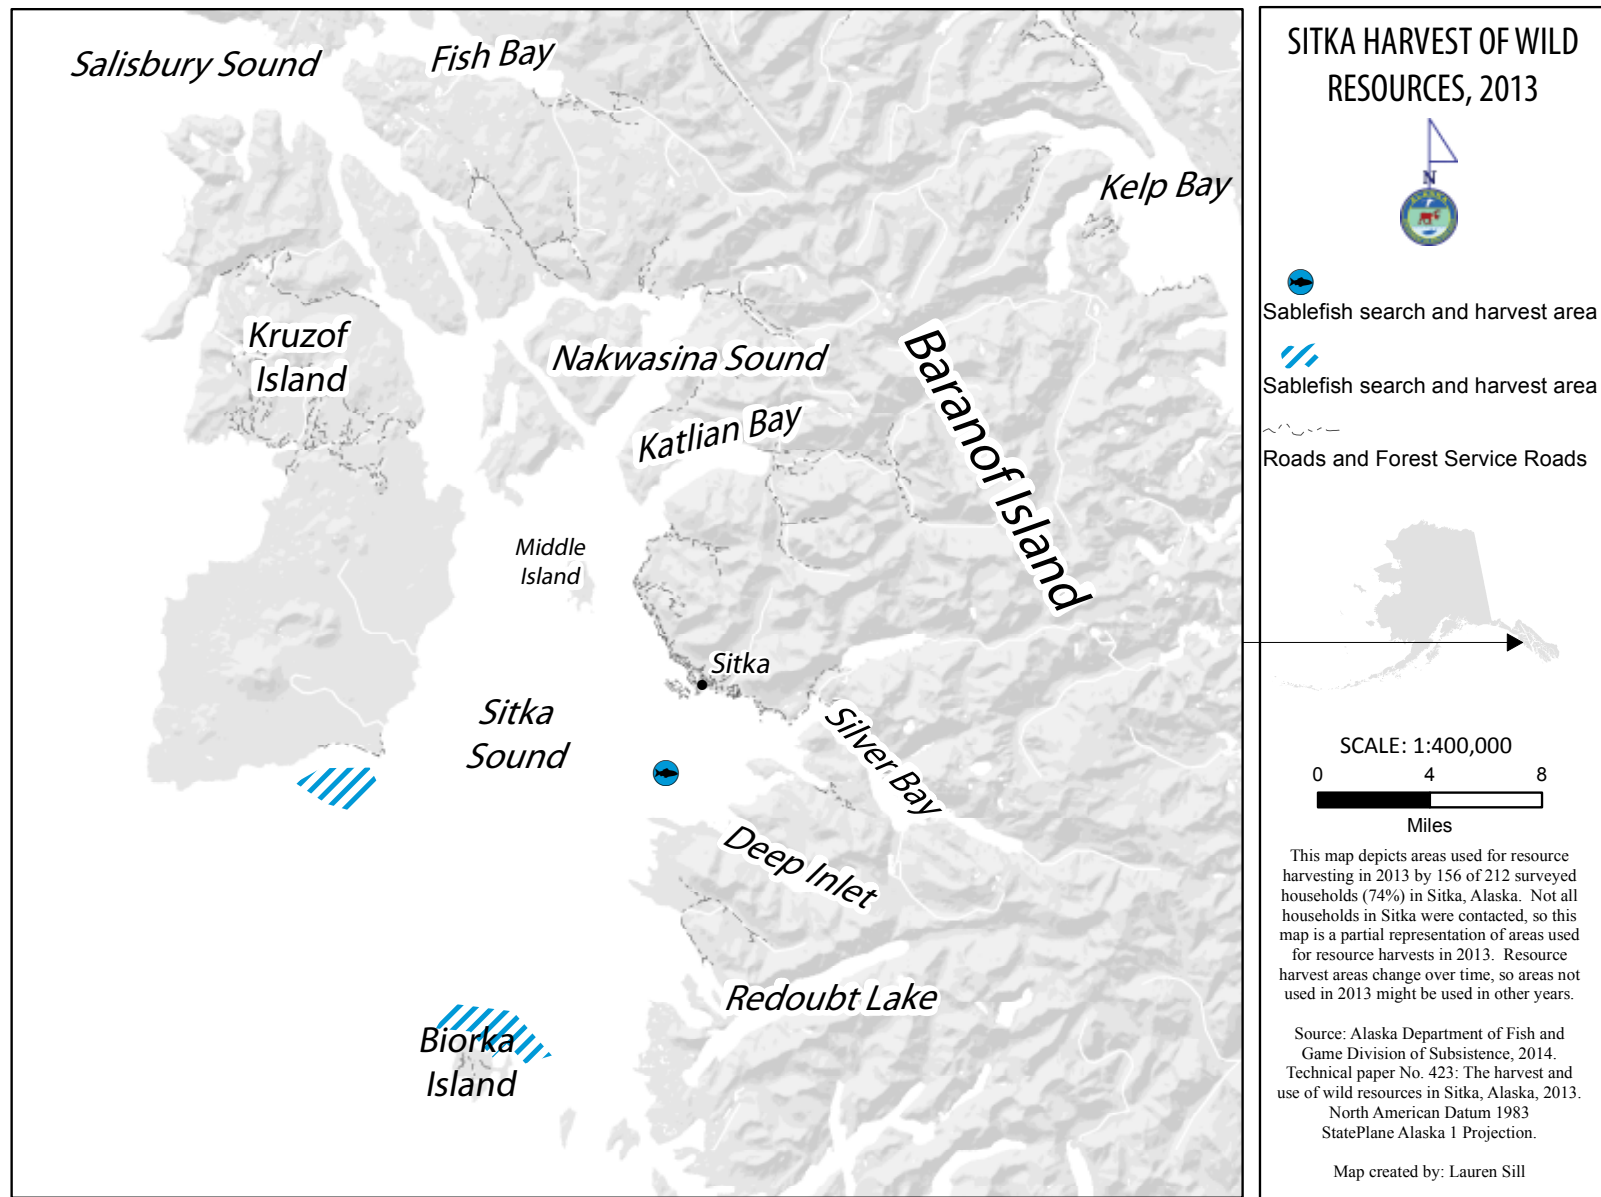 Salisbury Sound
Fish Bay
Kelp Bay
Kruzof
Island
Nakwasina Sound
Katlian Bay
Baranof Island
Middle
Island
Sitka
Sitka
Sound
Silver Bay
Deep Inlet
Redoubt Lake
Biorka
Island
SITKA HARVEST OF WILD
RESOURCES, 2013
N
ALASKA
Sablefish search and harvest area
Sablefish search and harvest area
Roads and Forest Service Roads
SCALE: 1:400,000
0 4 8
Miles
This map depicts areas used for resource
harvesting in 2013 by 156 of 212 surveyed
households (74%) in Sitka, Alaska. Not all
households in Sitka were contacted, so this
map is a partial representation of areas used
for resource harvests in 2013. Resource
harvest areas change over time, so areas not
used in 2013 might be used in other years.
Source: Alaska Department of Fish and
Game Division of Subsistence, 2014.
Technical paper No. 423: The harvest and
use of wild resources in Sitka, Alaska, 2013.
North American Datum 1983
StatePlane Alaska 1 Projection.
Map created by: Lauren Sill